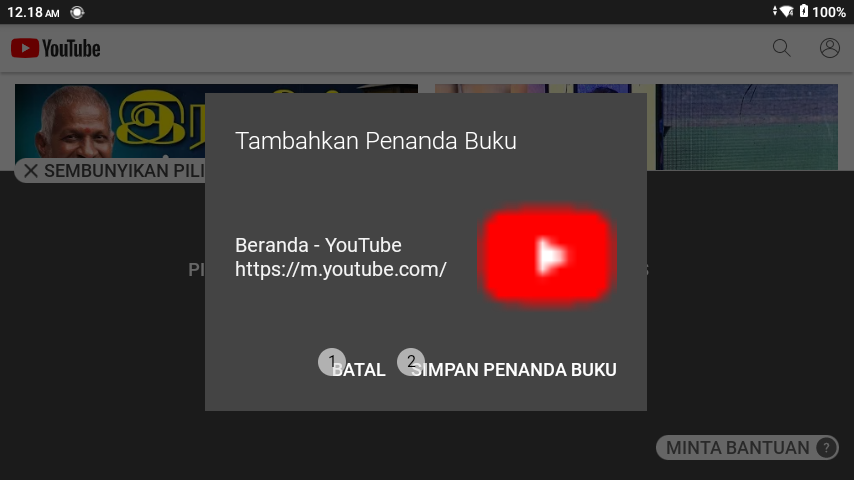 12.18 AM
100%
YouTube
SEMBUNYIKAN PILI
Tambahkan Penanda Buku
Beranda - YouTube
https://m.youtube.com/
1 BATAL
2 SIMPAN PENANDA BUKU
MINTA BANTUAN ?